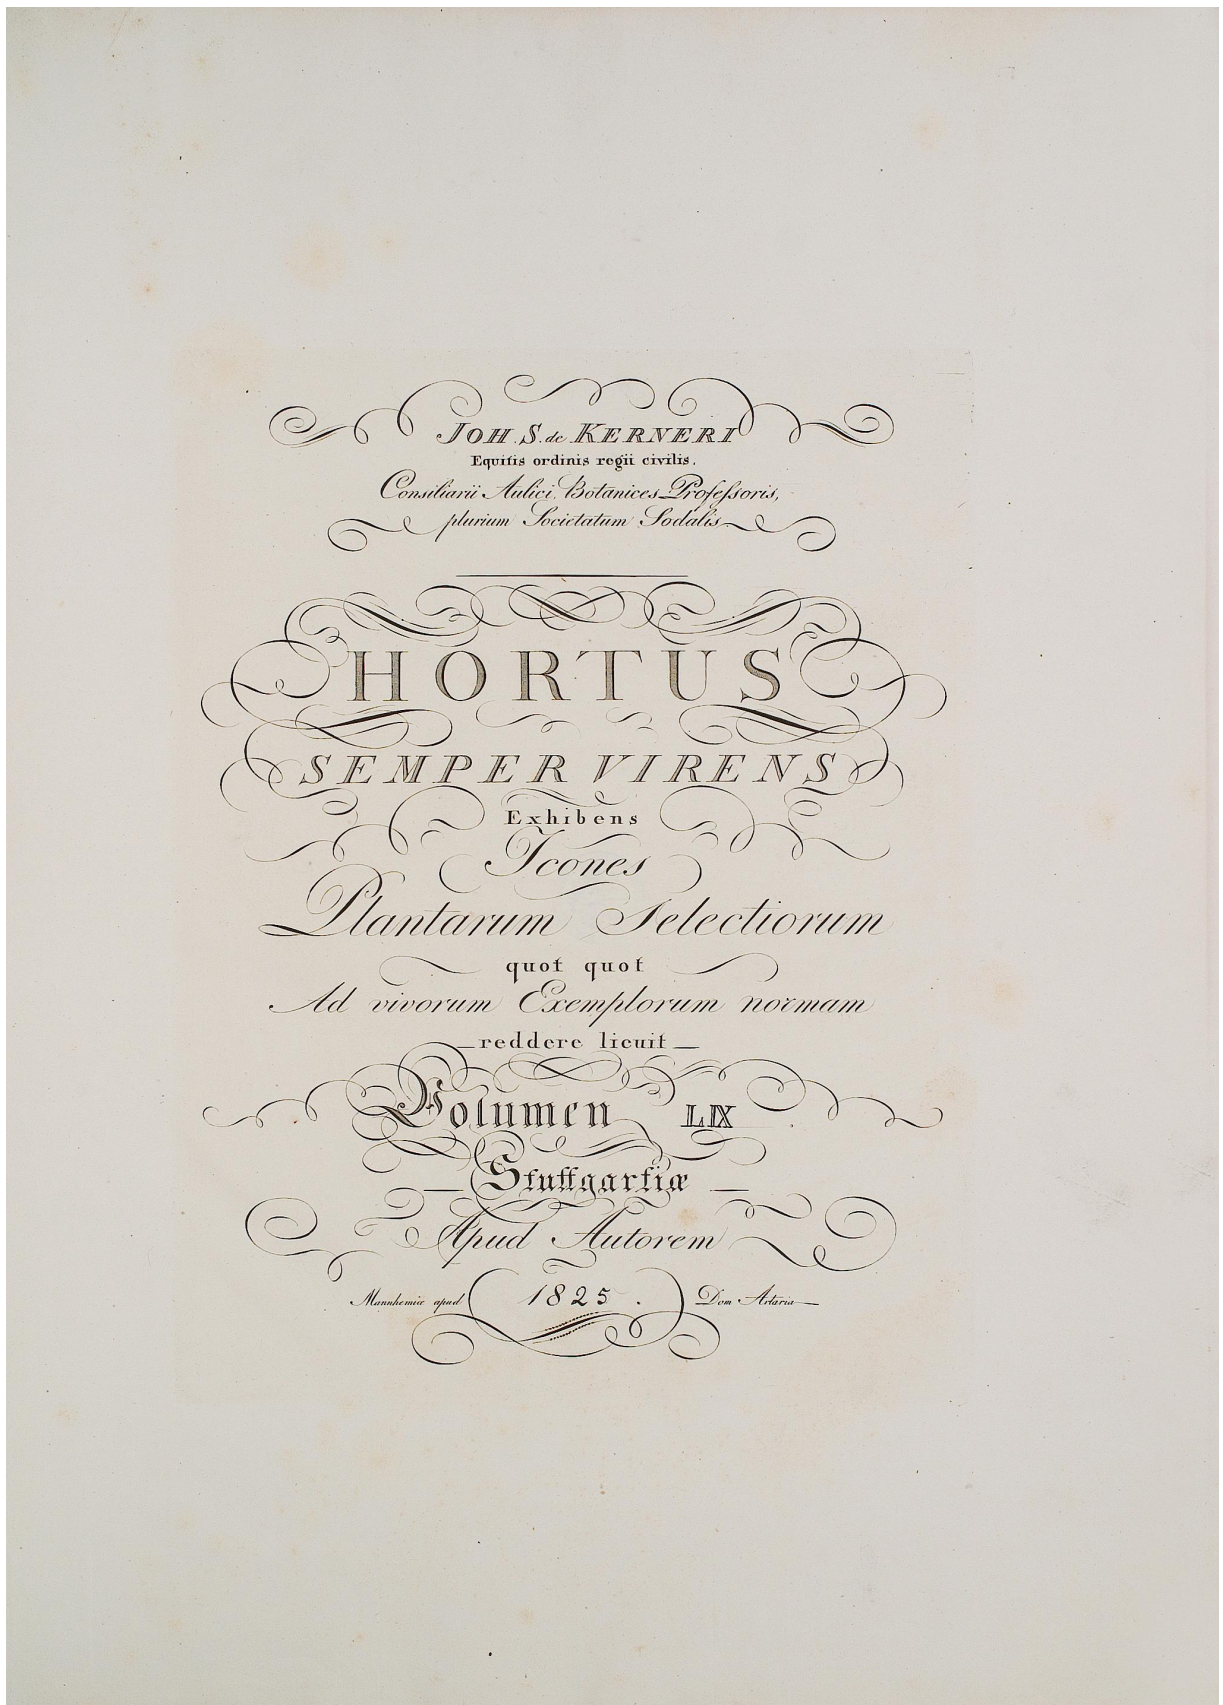 JOH. S. de KERNERI
Equitis ordinis regii civilis,
Consiliarii Aulici, Botanices Profeſsoris,
plurium Societatum Sodalis
HORTUS
SEMPER VIRENS
Exhibens
Icones
Plantarum Selectiorum
quot quot
Ad vivorum Exemplorum normam
reddere licuit
Volumen LIX
Stuttgartiæ
Apud Autorem
Mannhemiæ apud 1825. Dom Artaria